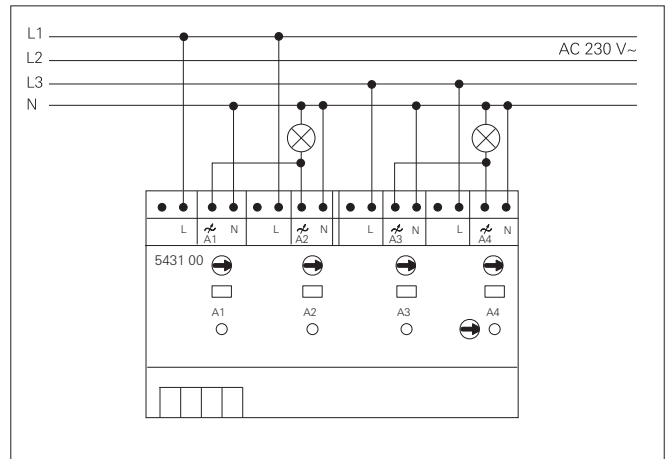 L1
AC 230 V~
L2
L3
N
L A1 N L A2 N L A3 N L A4 N
5431 00
A1 A2 A3 A4